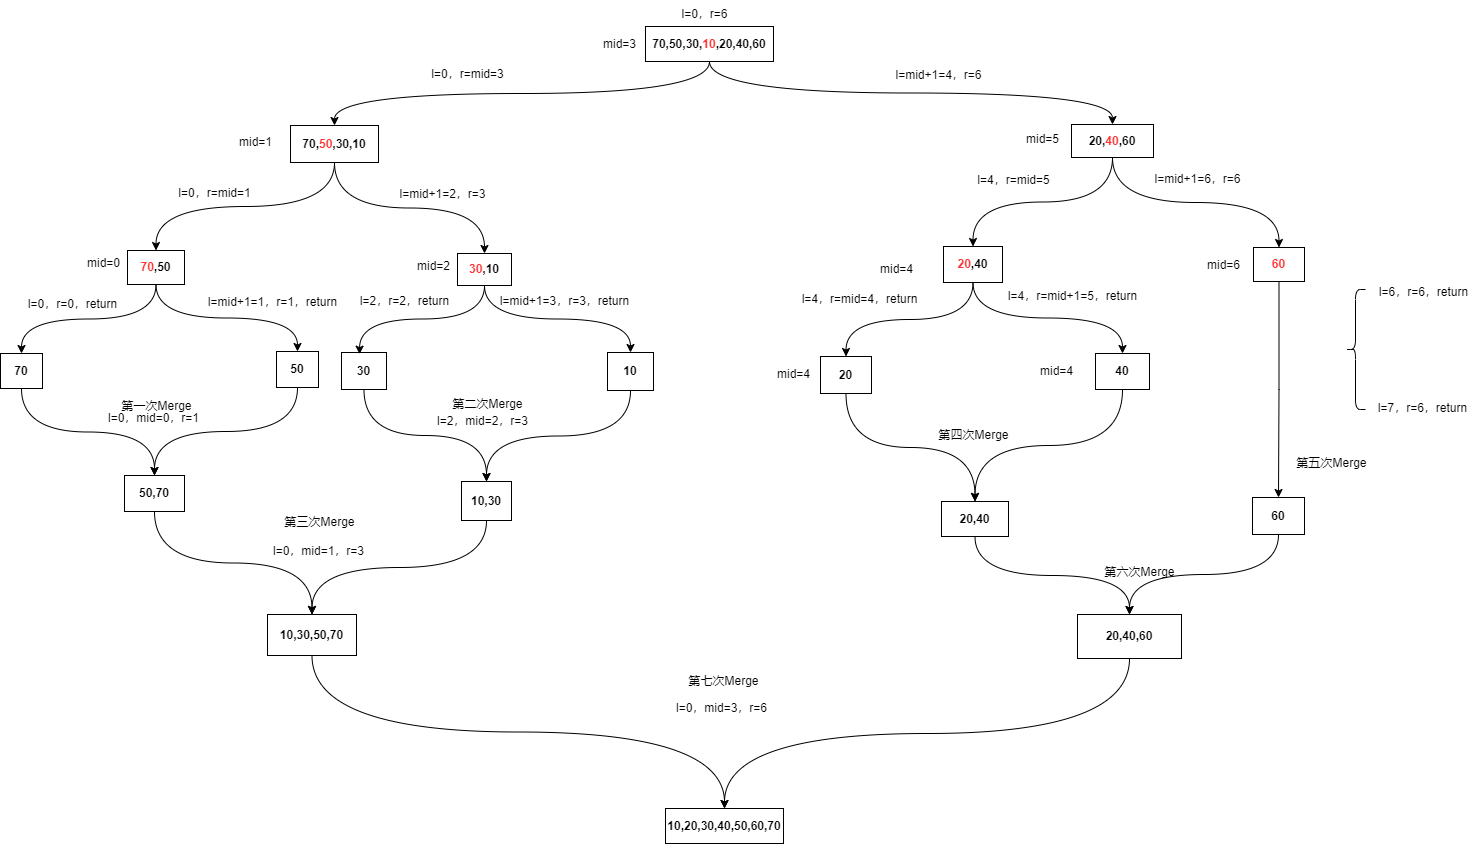 l=0，r=6
mid=3
70,50,30,10,20,40,60
l=0，r=mid=3
l=mid+1=4，r=6
mid=1
70,50,30,10
mid=5
20,40,60
l=0，r=mid=1
l=mid+1=2，r=3
l=4，r=mid=5
l=mid+1=6，r=6
mid=0
70,50
mid=2
30,10
mid=4
20,40
mid=6
60
l=0，r=0，return
l=mid+1=1，r=1，return
l=2，r=2，return
l=mid+1=3，r=3，return
l=4，r=mid=4，return
l=4，r=mid+1=5，return
l=6，r=6，return
70
50
30
10
mid=4
20
mid=4
40
第一次Merge
l=0，mid=0，r=1
第二次Merge
l=2，mid=2，r=3
l=7，r=6，return
第四次Merge
第五次Merge
50,70
10,30
20,40
60
第三次Merge
l=0，mid=1，r=3
第六次Merge
10,30,50,70
20,40,60
第七次Merge
l=0，mid=3，r=6
10,20,30,40,50,60,70